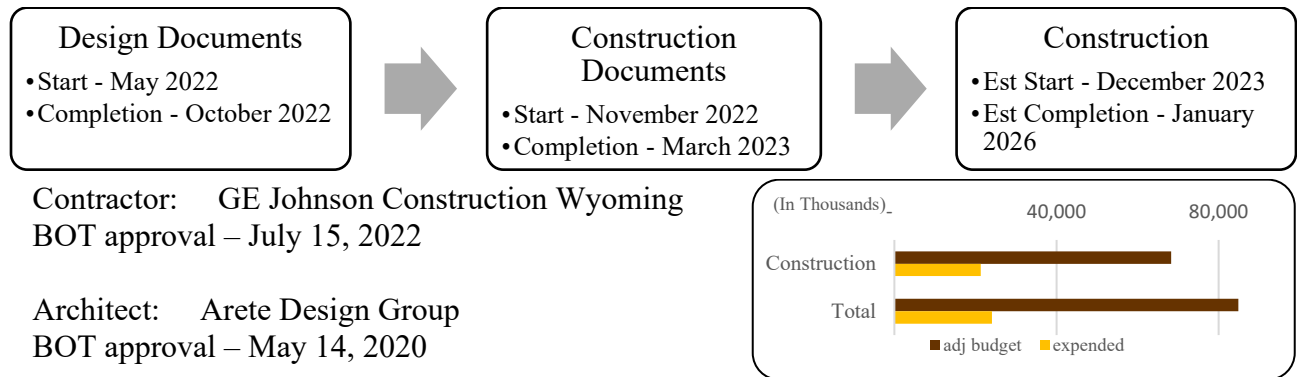 Design Documents
•Start - May 2022
•Completion - October 2022
Construction
Documents
•Start - November 2022
•Completion - March 2023
Construction
•Est Start - December 2023
•Est Completion - January
2026
Contractor: GE Johnson Construction Wyoming
BOT approval – July 15, 2022
Architect: Arete Design Group
BOT approval – May 14, 2020
(In Thousands) - 40,000 80,000
Construction
Total
adj budget expended